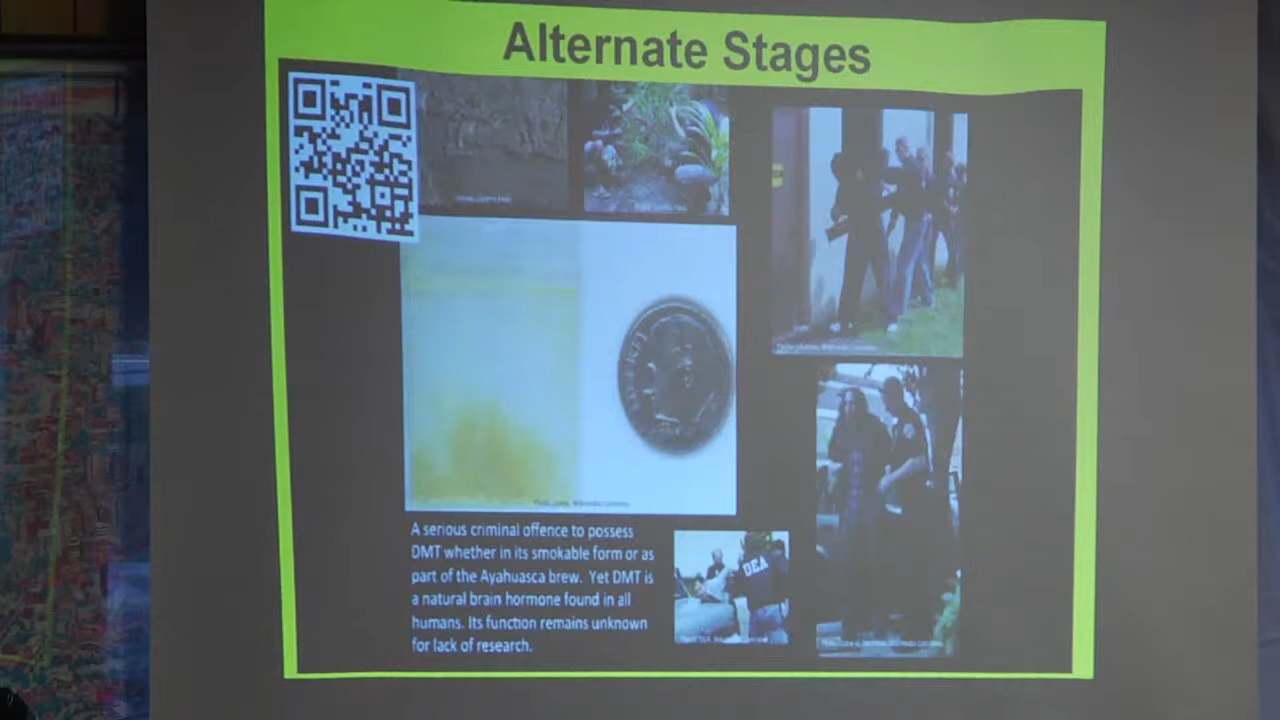 Alternate Stages
A serious criminal offence to possess
DMT whether in its smokable form or as
part of the Ayahuasca brew. Yet DMT is
a natural brain hormone found in all
humans. Its function remains unknown
for lack of research.
DEA